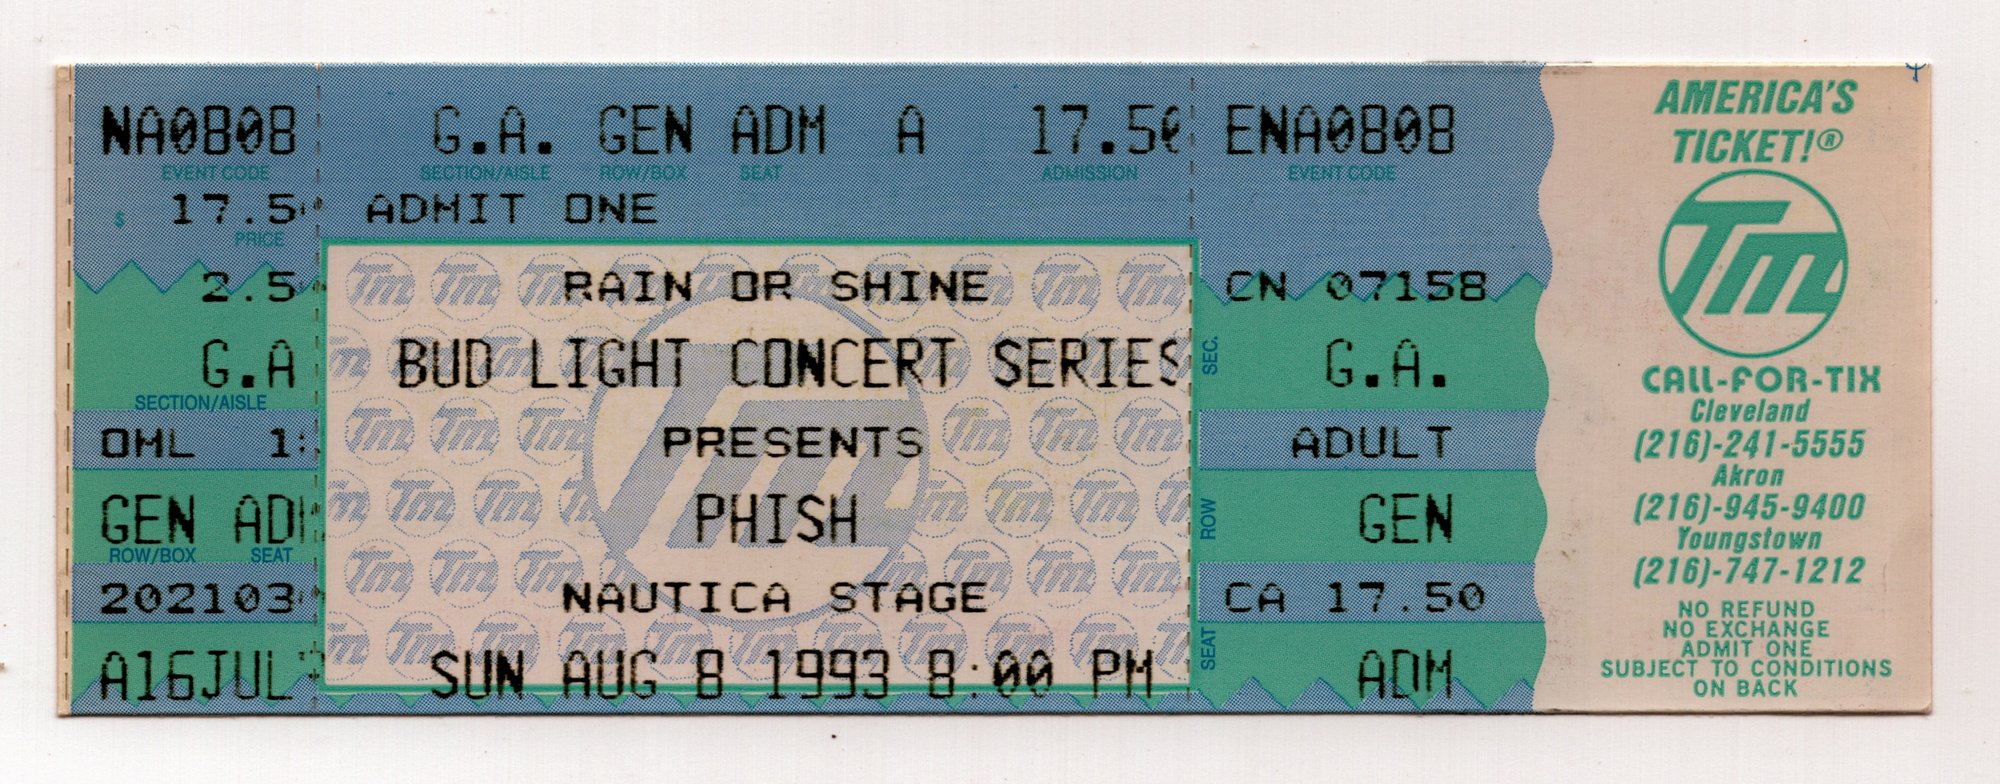 NA0808
EVENT CODE
$ 17.50
PRICE
2.5
G.A
SECTION/AISLE
OML 1:
GEN ADM
ROW/BOX SEAT
202103
A16JUL
G.A. GEN ADM A 17.50
SECTION/AISLE ROW/BOX SEAT ADMISSION
ADMIT ONE
RAIN OR SHINE
BUD LIGHT CONCERT SERIES
PRESENTS
PHISH
NAUTICA STAGE
SUN AUG 8 1993 8:00 PM
ENA0808
EVENT CODE
CN 07158
SEC.
G.A.
ADULT
ROW
GEN
CA 17.50
SEAT
ADM
AMERICA'S
TICKET!®
TM
CALL-FOR-TIX
Cleveland
(216)-241-5555
Akron
(216)-945-9400
Youngstown
(216)-747-1212
NO REFUND
NO EXCHANGE
ADMIT ONE
SUBJECT TO CONDITIONS
ON BACK